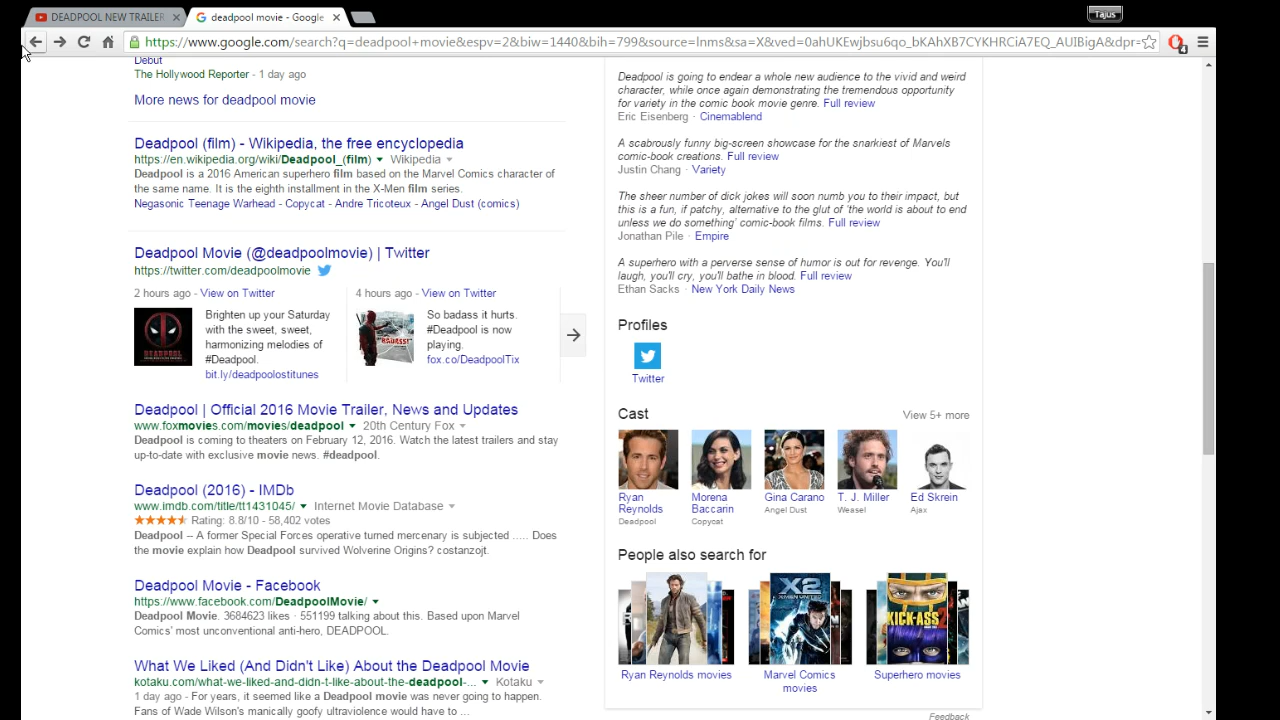 DEADPOOL NEW TRAILER
deadpool movie - Google
Tajus
https://www.google.com/search?q=deadpool+movie&espv=2&biw=1440&bih=799&source=lnms&sa=X&ved=0ahUKEwjbsu6qo_bKAhXB7CYKHRCiA7EQ_AUIBigA&dpr=
4
Debut
The Hollywood Reporter - 1 day ago
More news for deadpool movie
Deadpool (film) - Wikipedia, the free encyclopedia
https://en.wikipedia.org/wiki/Deadpool_(film) Wikipedia
Deadpool is a 2016 American superhero film based on the Marvel Comics character of
the same name. It is the eighth installment in the X-Men film series.
Negasonic Teenage Warhead - Copycat - Andre Tricoteux - Angel Dust (comics)
Deadpool Movie (@deadpoolmovie) | Twitter
https://twitter.com/deadpoolmovie
2 hours ago - View on Twitter
Brighten up your Saturday
with the sweet, sweet,
harmonizing melodies of
#Deadpool.
bit.ly/deadpoolostitunes
4 hours ago - View on Twitter
So badass it hurts.
#Deadpool is now
playing.
fox.co/DeadpoolTix
Deadpool | Official 2016 Movie Trailer, News and Updates
www.foxmovies.com/movies/deadpool 20th Century Fox
Deadpool is coming to theaters on February 12, 2016. Watch the latest trailers and stay
up-to-date with exclusive movie news. #deadpool.
Deadpool (2016) - IMDb
www.imdb.com/title/tt1431045/ Internet Movie Database
Rating: 8.8/10 - 58,402 votes
Deadpool -- A former Special Forces operative turned mercenary is subjected ..... Does
the movie explain how Deadpool survived Wolverine Origins? costanzojt.
Deadpool Movie - Facebook
https://www.facebook.com/DeadpoolMovie/
Deadpool Movie. 3684623 likes · 551199 talking about this. Based upon Marvel
Comics' most unconventional anti-hero, DEADPOOL.
What We Liked (And Didn't Like) About the Deadpool Movie
kotaku.com/what-we-liked-and-didn-t-like-about-the-deadpool-... Kotaku
1 day ago - For years, it seemed like a Deadpool movie was never going to happen.
Fans of Wade Wilson's manically goofy ultraviolence would have to ...
Deadpool is going to endear a whole new audience to the vivid and weird
character, while once again demonstrating the tremendous opportunity
for variety in the comic book movie genre. Full review
Eric Eisenberg · Cinemablend
A scabrously funny big-screen showcase for the snarkiest of Marvels
comic-book creations. Full review
Justin Chang · Variety
The sheer number of dick jokes will soon numb you to their impact, but
this is a fun, if patchy, alternative to the glut of 'the world is about to end
unless we do something' comic-book films. Full review
Jonathan Pile · Empire
A superhero with a perverse sense of humor is out for revenge. You'll
laugh, you'll cry, you'll bathe in blood. Full review
Ethan Sacks · New York Daily News
Profiles
Twitter
Cast
View 5+ more
Ryan
Reynolds
Deadpool
Morena
Baccarin
Copycat
Gina Carano
Angel Dust
T. J. Miller
Weasel
Ed Skrein
Ajax
People also search for
X2
X-MEN UNITED
KICK-ASS 2
Ryan Reynolds movies
Marvel Comics
movies
Superhero movies
Feedback